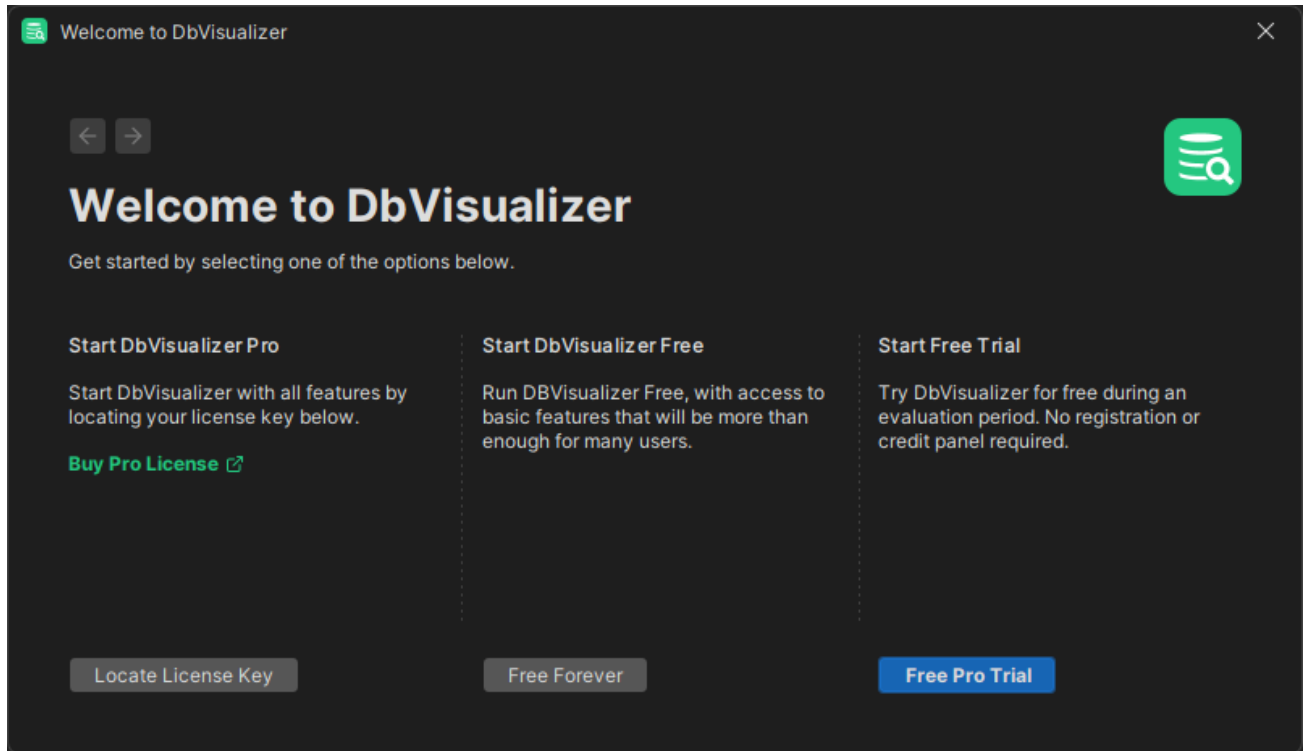 Welcome to DbVisualizer
Welcome to DbVisualizer
Get started by selecting one of the options below.
Start DbVisualizer Pro
Start DbVisualizer with all features by
locating your license key below.
Buy Pro License
Locate License Key
Start DbVisualizer Free
Run DBVisualizer Free, with access to
basic features that will be more than
enough for many users.
Free Forever
Start Free Trial
Try DbVisualizer for free during an
evaluation period. No registration or
credit panel required.
Free Pro Trial